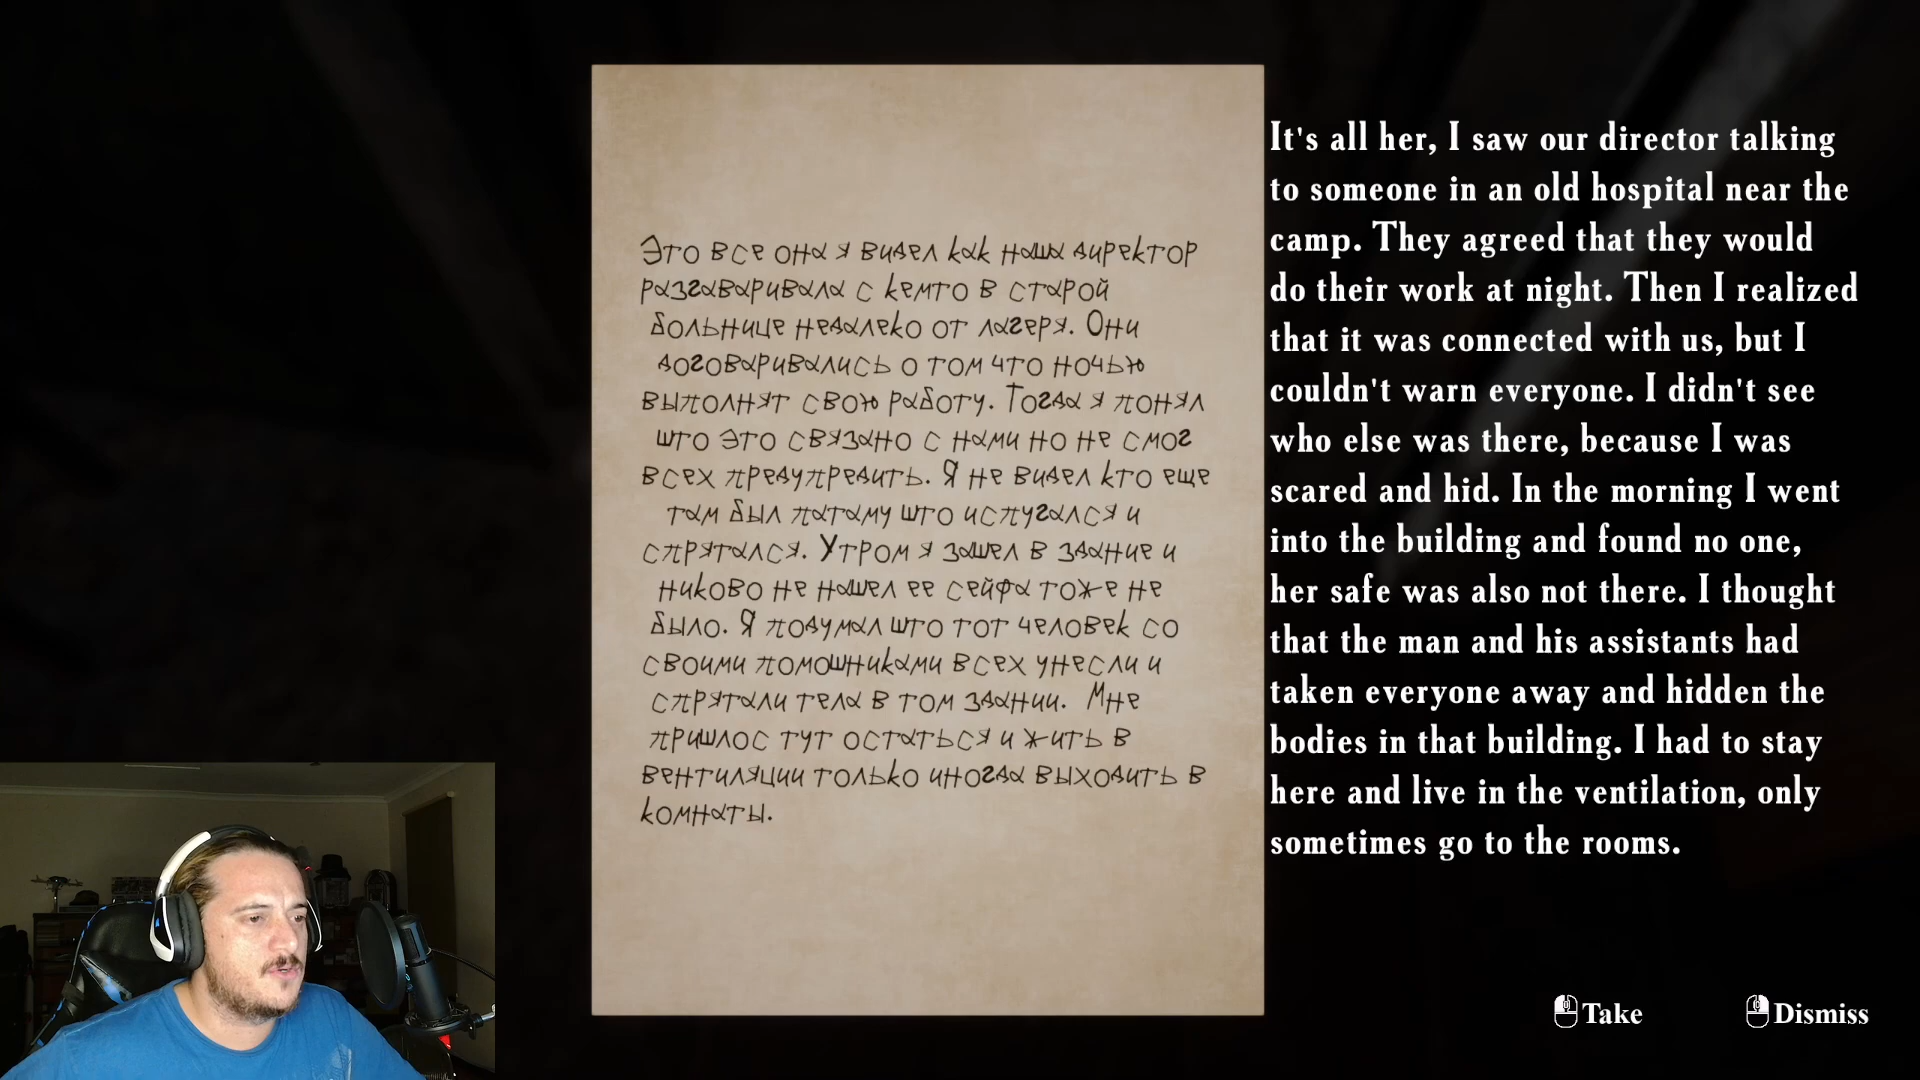 Это все она я видел как наша директор
разгаваривала с кемто в старой
больнице недалеко от лагеря. Они
договаривались о том что ночью
выполнят свою работу. Тогда я понял
што это связано с нами но не смог
всех предупредить. Я не видел кто еще
там был патаму што испугался и
спрятался. Утром я зашел в здание и
никово не нашел ее сейфа тоже не
было. Я подумал што тот человек со
своими помошниками всех унесли и
спрятали тела в том здании. Мне
пришлос тут остаться и жить в
вентиляции только иногда выходить в
комнаты.
It's all her, I saw our director talking
to someone in an old hospital near the
camp. They agreed that they would
do their work at night. Then I realized
that it was connected with us, but I
couldn't warn everyone. I didn't see
who else was there, because I was
scared and hid. In the morning I went
into the building and found no one,
her safe was also not there. I thought
that the man and his assistants had
taken everyone away and hidden the
bodies in that building. I had to stay
here and live in the ventilation, only
sometimes go to the rooms.
Take
Dismiss